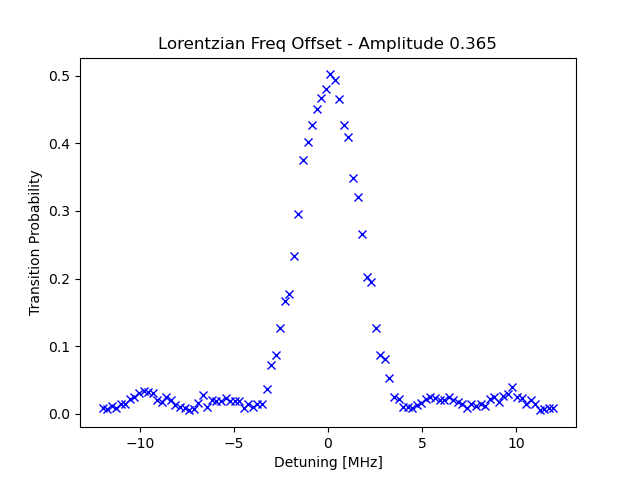 Lorentzian Freq Offset - Amplitude 0.365
0.5
0.4
0.3
0.2
0.1
0.0
Transition Probability
−10 −5 0 5 10
Detuning [MHz]